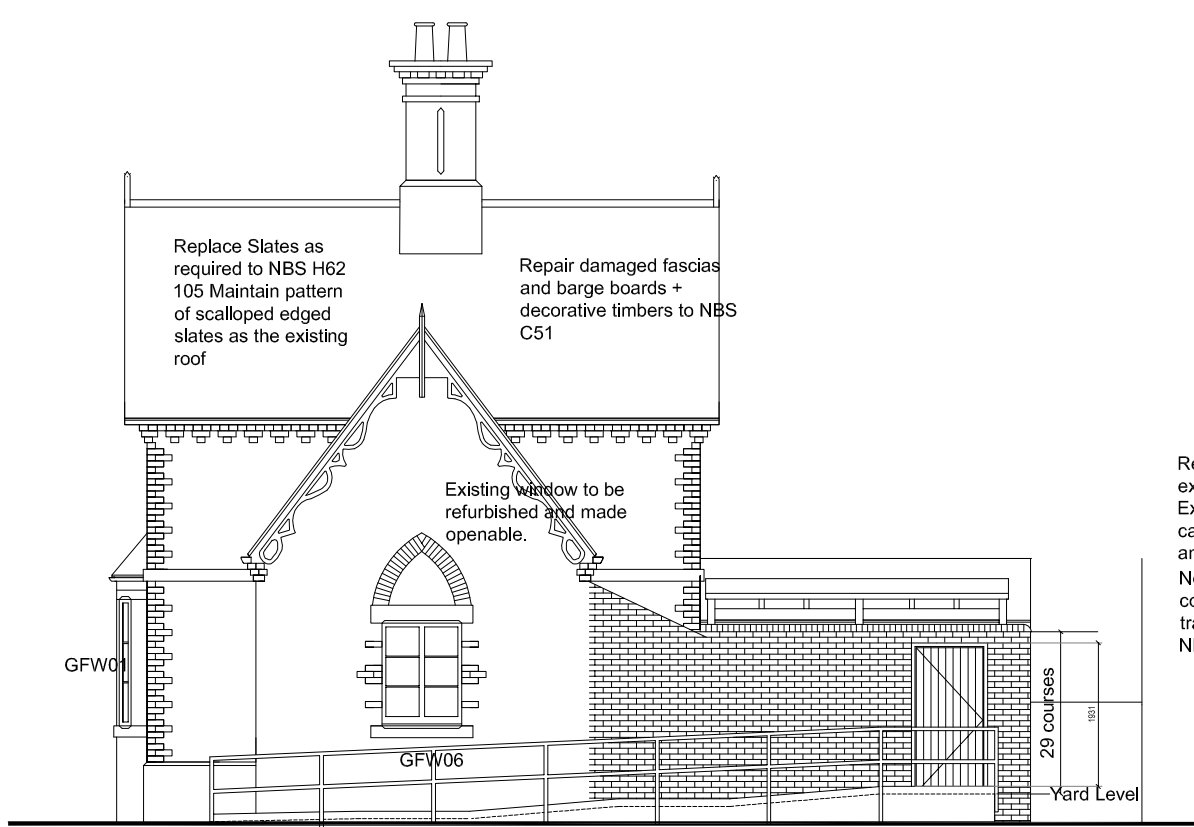 Replace Slates as
required to NBS H62
105 Maintain pattern
of scalloped edged
slates as the existing
roof
Repair damaged fascias
and barge boards +
decorative timbers to NBS
C51
Existing window to be
refurbished and made
openable.
GFW01
GFW06
29 courses
1931
Yard Level